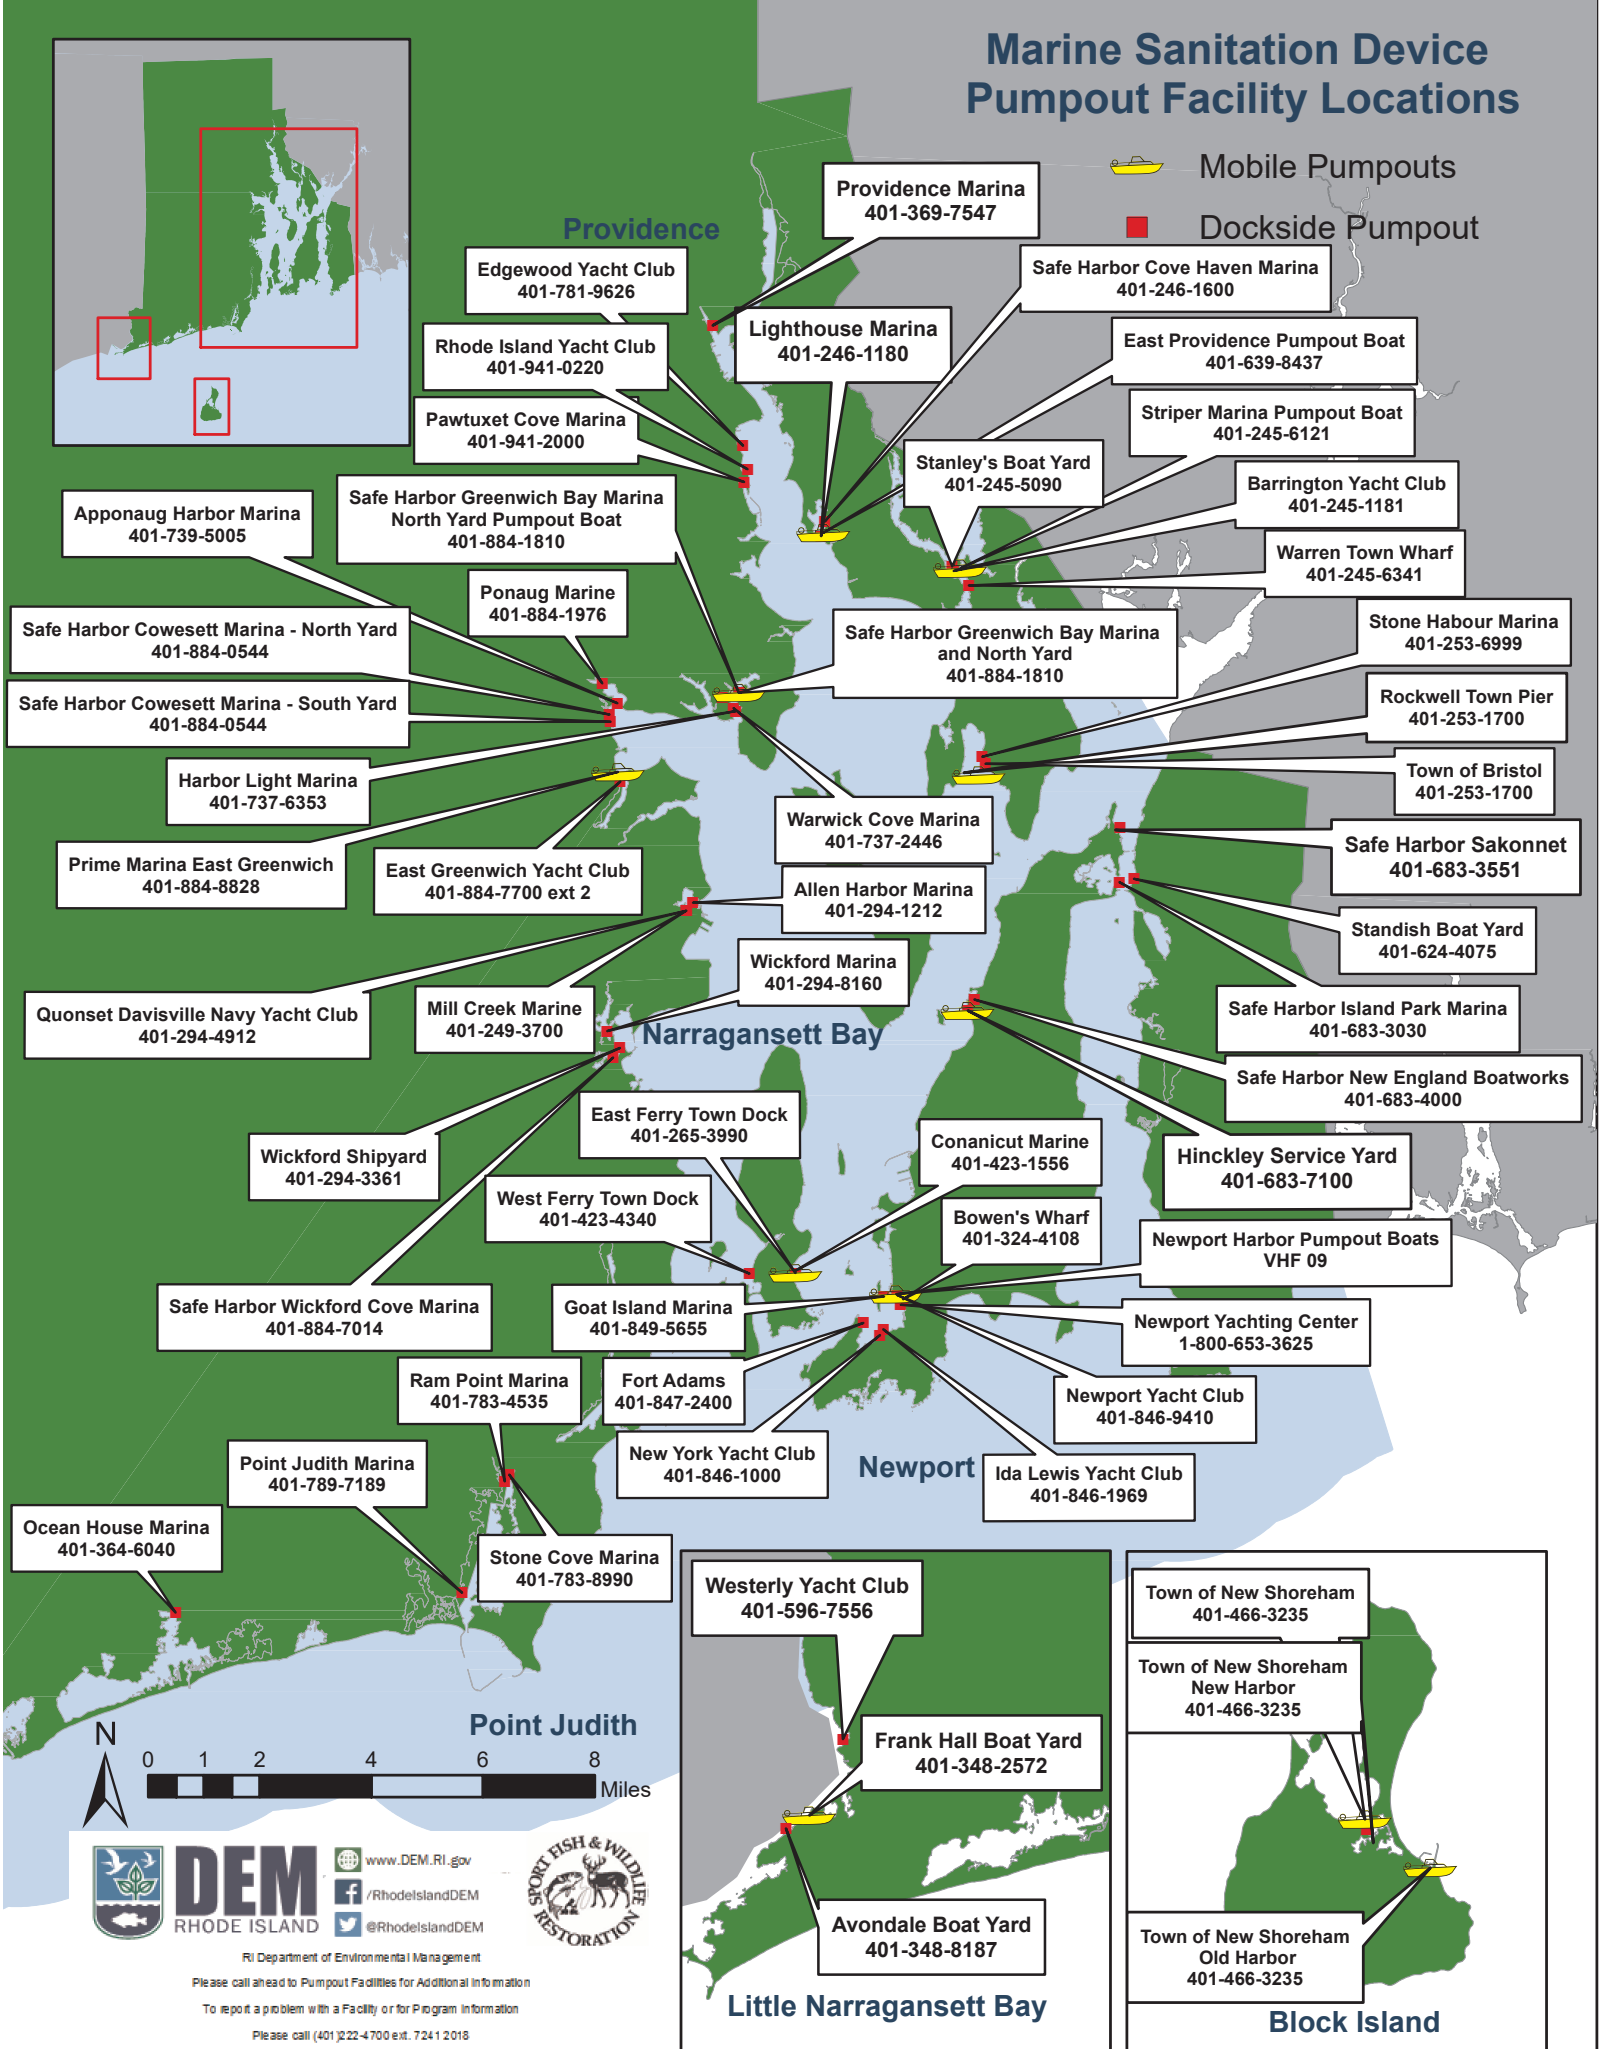 Marine Sanitation Device
Pumpout Facility Locations
Mobile Pumpouts
Dockside Pumpout
Providence
Providence Marina
401-369-7547
Edgewood Yacht Club
401-781-9626
Safe Harbor Cove Haven Marina
401-246-1600
Lighthouse Marina
401-246-1180
Rhode Island Yacht Club
401-941-0220
East Providence Pumpout Boat
401-639-8437
Pawtuxet Cove Marina
401-941-2000
Striper Marina Pumpout Boat
401-245-6121
Stanley's Boat Yard
401-245-5090
Barrington Yacht Club
401-245-1181
Safe Harbor Greenwich Bay Marina
North Yard Pumpout Boat
401-884-1810
Apponaug Harbor Marina
401-739-5005
Warren Town Wharf
401-245-6341
Ponaug Marine
401-884-1976
Stone Habour Marina
401-253-6999
Safe Harbor Cowesett Marina - North Yard
401-884-0544
Safe Harbor Greenwich Bay Marina
and North Yard
401-884-1810
Safe Harbor Cowesett Marina - South Yard
401-884-0544
Rockwell Town Pier
401-253-1700
Harbor Light Marina
401-737-6353
Town of Bristol
401-253-1700
Warwick Cove Marina
401-737-2446
Safe Harbor Sakonnet
401-683-3551
Prime Marina East Greenwich
401-884-8828
East Greenwich Yacht Club
401-884-7700 ext 2
Allen Harbor Marina
401-294-1212
Standish Boat Yard
401-624-4075
Wickford Marina
401-294-8160
Quonset Davisville Navy Yacht Club
401-294-4912
Mill Creek Marine
401-249-3700
Safe Harbor Island Park Marina
401-683-3030
Narragansett Bay
Safe Harbor New England Boatworks
401-683-4000
East Ferry Town Dock
401-265-3990
Conanicut Marine
401-423-1556
Hinckley Service Yard
401-683-7100
Wickford Shipyard
401-294-3361
West Ferry Town Dock
401-423-4340
Bowen's Wharf
401-324-4108
Newport Harbor Pumpout Boats
VHF 09
Safe Harbor Wickford Cove Marina
401-884-7014
Goat Island Marina
401-849-5655
Newport Yachting Center
1-800-653-3625
Ram Point Marina
401-783-4535
Fort Adams
401-847-2400
Newport Yacht Club
401-846-9410
Point Judith Marina
401-789-7189
New York Yacht Club
401-846-1000
Newport
Ida Lewis Yacht Club
401-846-1969
Ocean House Marina
401-364-6040
Stone Cove Marina
401-783-8990
Point Judith
N
0 1 2 4 6 8
Miles
Westerly Yacht Club
401-596-7556
Frank Hall Boat Yard
401-348-2572
Avondale Boat Yard
401-348-8187
Little Narragansett Bay
Town of New Shoreham
401-466-3235
Town of New Shoreham
New Harbor
401-466-3235
Town of New Shoreham
Old Harbor
401-466-3235
Block Island
DEM
RHODE ISLAND
www.DEM.RI.gov
/RhodeIslandDEM
@RhodeIslandDEM
SPORT FISH & WILDLIFE
RESTORATION
RI Department of Environmental Management
Please call ahead to Pumpout Facilities for Additional Information
To report a problem with a Facility or for Program Information
Please call (401)222-4700 ext. 7241 2018